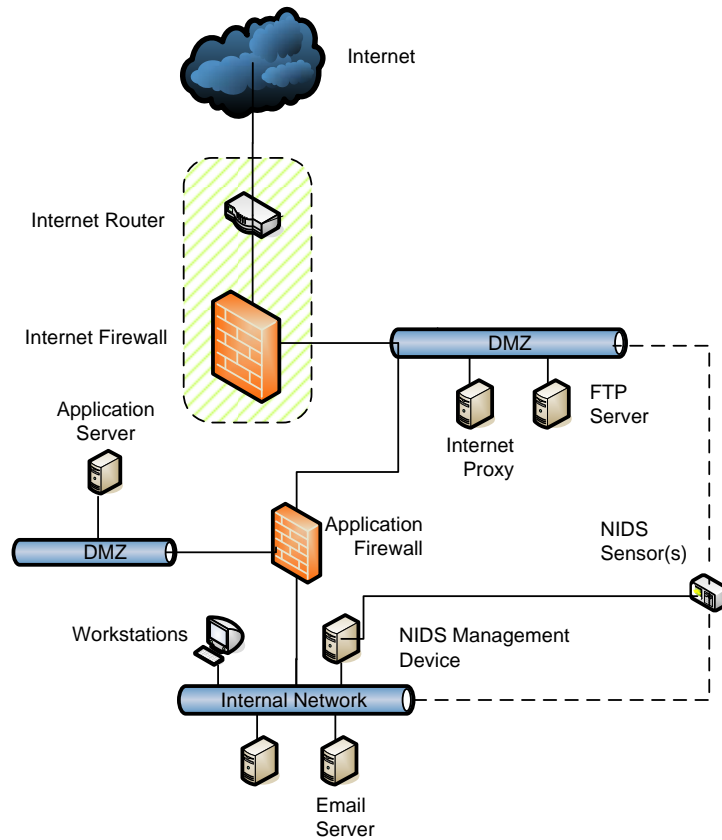 Internet
Internet Router
Internet Firewall
DMZ
Application
Server
Internet
Proxy
FTP
Server
DMZ
Application
Firewall
NIDS
Sensor(s)
Workstations
NIDS Management
Device
Internal Network
Email
Server